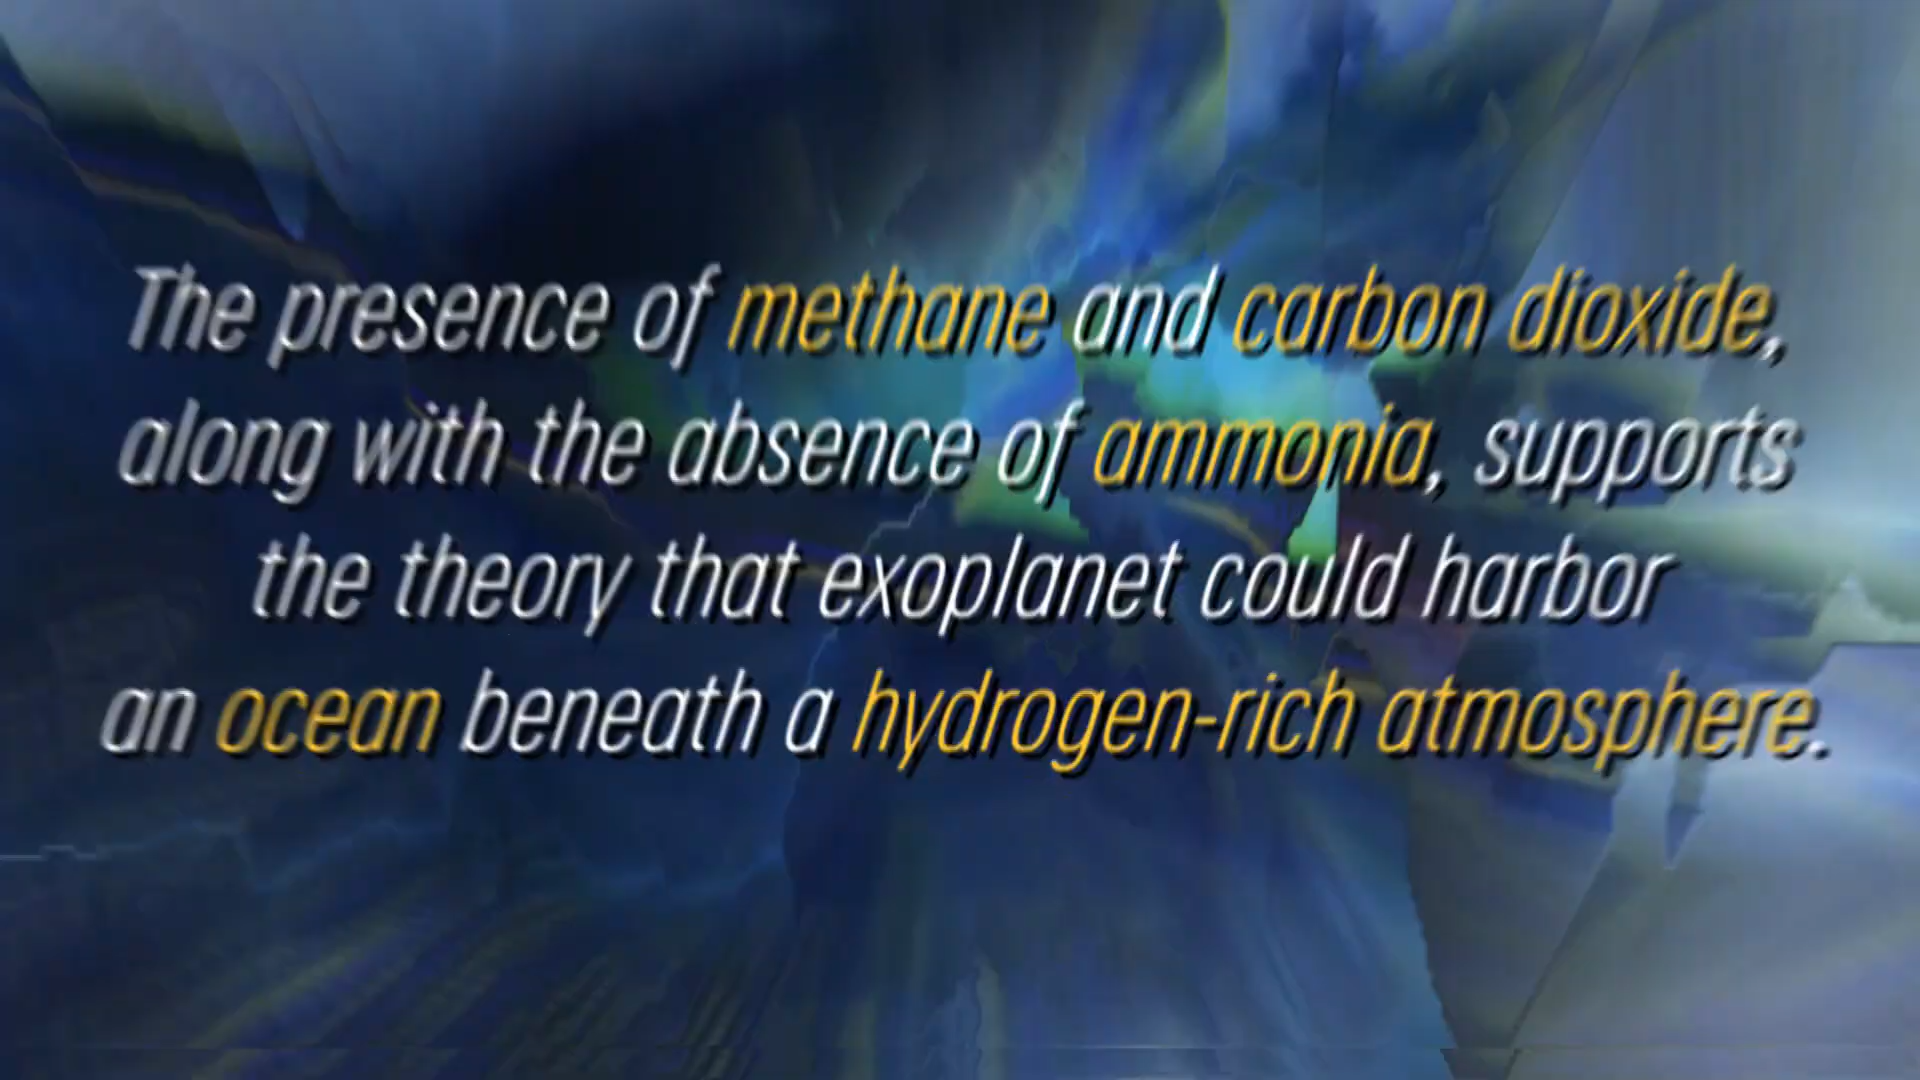 The presence of methane and carbon dioxide,
along with the absence of ammonia, supports
the theory that exoplanet could harbor
an ocean beneath a hydrogen-rich atmosphere.